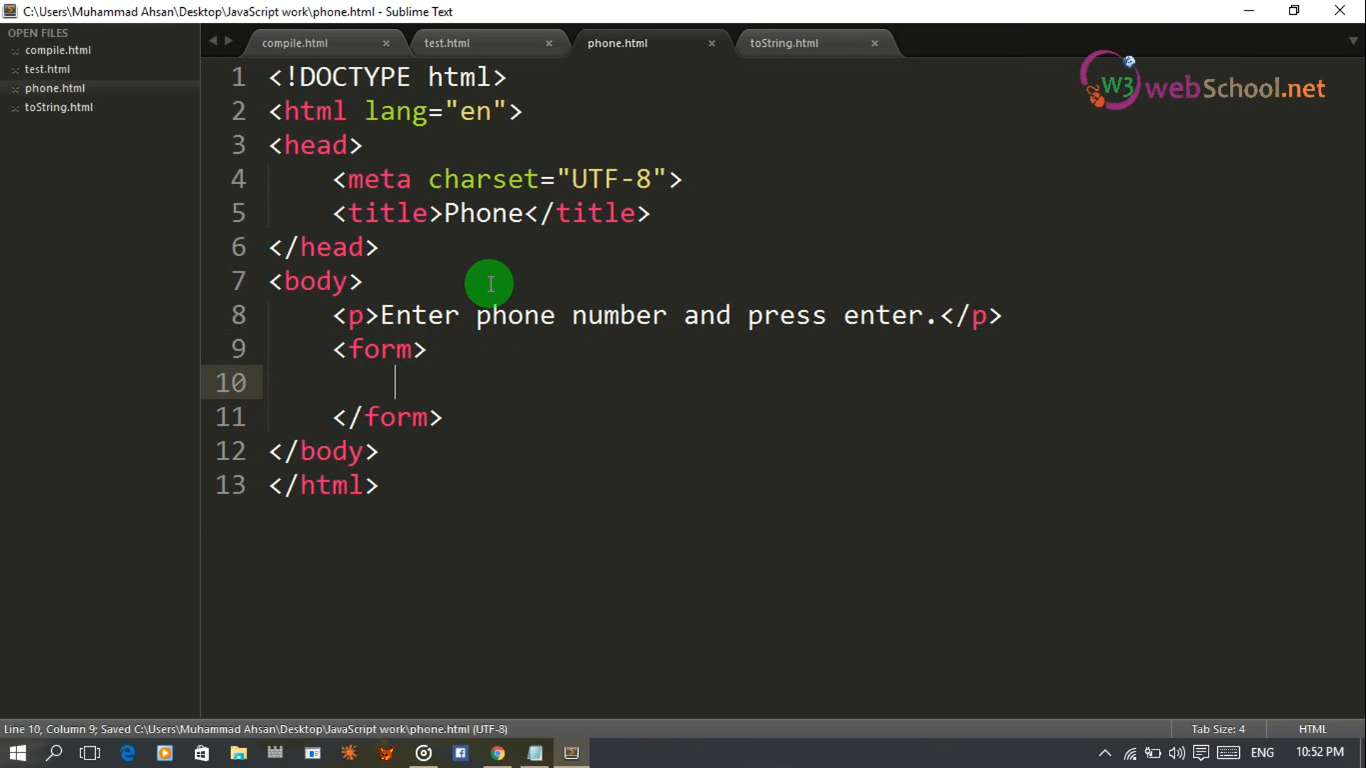 C:\Users\Muhammad Ahsan\Desktop\JavaScript work\phone.html - Sublime Text
OPEN FILES
compile.html
test.html
phone.html
toString.html
compile.html
test.html
phone.html
toString.html
W3webSchool.net
1 <!DOCTYPE html>
2 <html lang="en">
3 <head>
4 <meta charset="UTF-8">
5 <title>Phone</title>
6 </head>
7 <body>
8 <p>Enter phone number and press enter.</p>
9 <form>
10
11 </form>
12 </body>
13 </html>
Line 10, Column 9; Saved C:\Users\Muhammad Ahsan\Desktop\JavaScript work\phone.html (UTF-8)
Tab Size: 4
HTML
ENG
10:52 PM